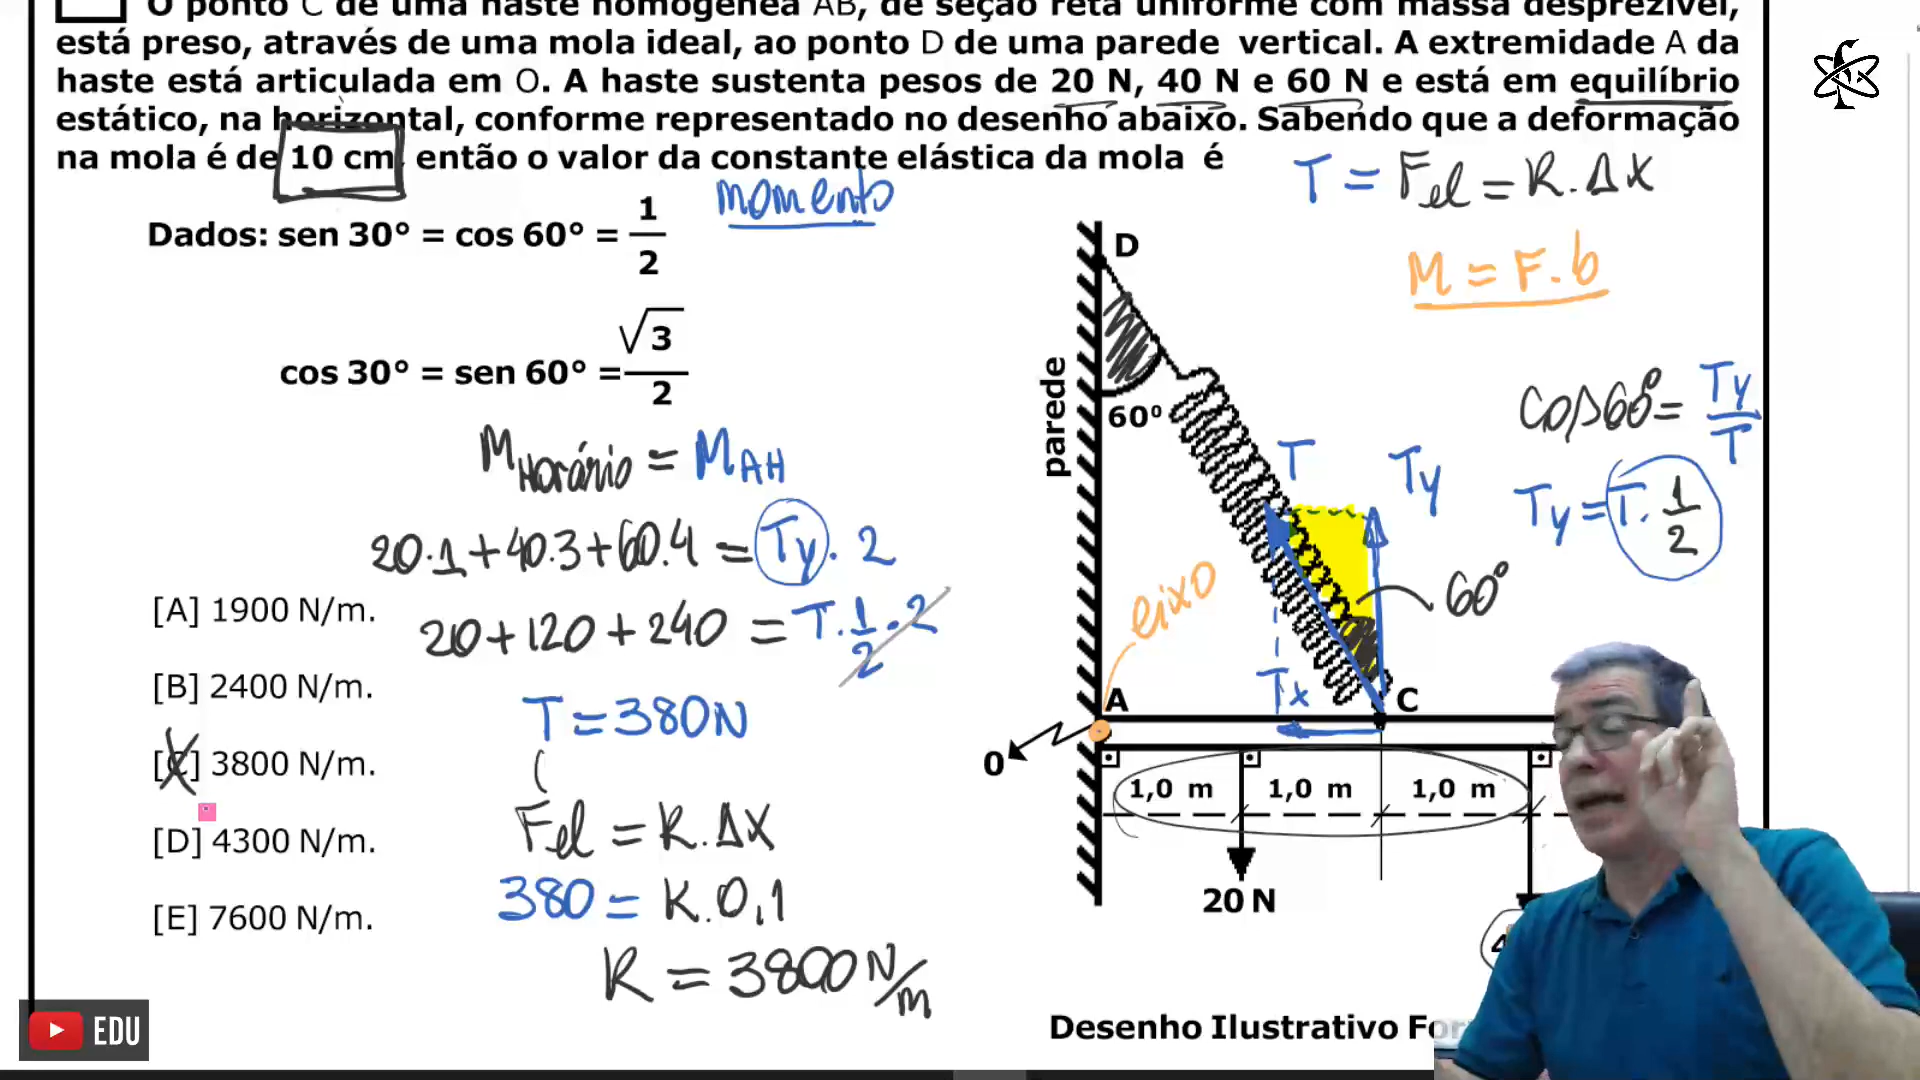 O ponto C de uma haste homogênea AB, de seção reta uniforme com massa desprezível,
está preso, através de uma mola ideal, ao ponto D de uma parede vertical. A extremidade A da
haste está articulada em O. A haste sustenta pesos de 20 N, 40 N e 60 N e está em equilíbrio
estático, na horizontal, conforme representado no desenho abaixo. Sabendo que a deformação
na mola é de 10 cm, então o valor da constante elástica da mola é
momento
T = Fel = K.ΔX
M = F.b
Dados: sen 30° = cos 60° = 1/2
cos 30° = sen 60° = √3/2
D
parede
60º
cos60º = Ty/T
Ty = T.1/2
T
Ty
60º
eixo
Tx
A
C
0
1,0 m 1,0 m 1,0 m
20 N
4
MHorário = MAH
20.1+40.3+60.4 = Ty.2
20+120+240 = T.1/2.2
T = 380N
Fel = K.ΔX
380 = K.0,1
K = 3800 N/m
[A] 1900 N/m.
[B] 2400 N/m.
[C] 3800 N/m.
[D] 4300 N/m.
[E] 7600 N/m.
EDU
Desenho Ilustrativo For